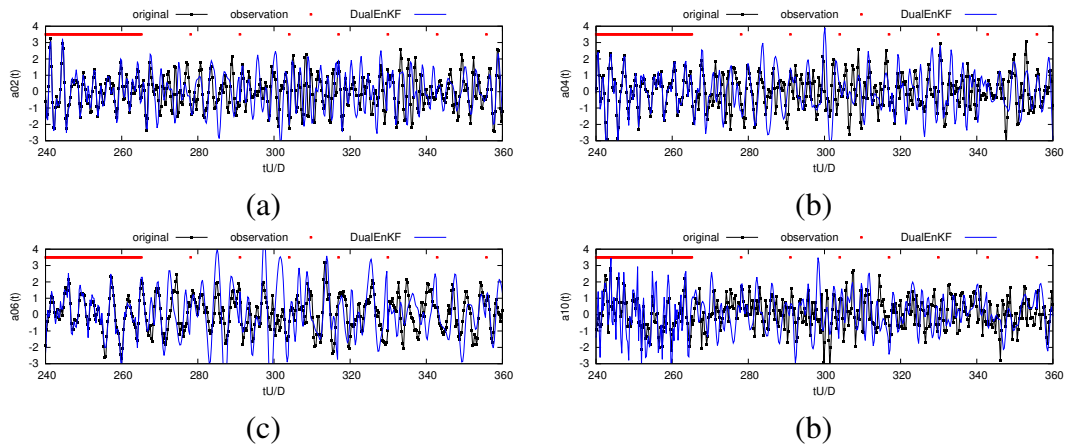 original observation DualEnKF
4
3
2
1
0
-1
-2
-3
a02(t)
240 260 280 300 320 340 360
tU/D
(a)
original observation DualEnKF
4
3
2
1
0
-1
-2
-3
a04(t)
240 260 280 300 320 340 360
tU/D
(b)
original observation DualEnKF
4
3
2
1
0
-1
-2
-3
a06(t)
240 260 280 300 320 340 360
tU/D
(c)
original observation DualEnKF
4
3
2
1
0
-1
-2
-3
a10(t)
240 260 280 300 320 340 360
tU/D
(b)